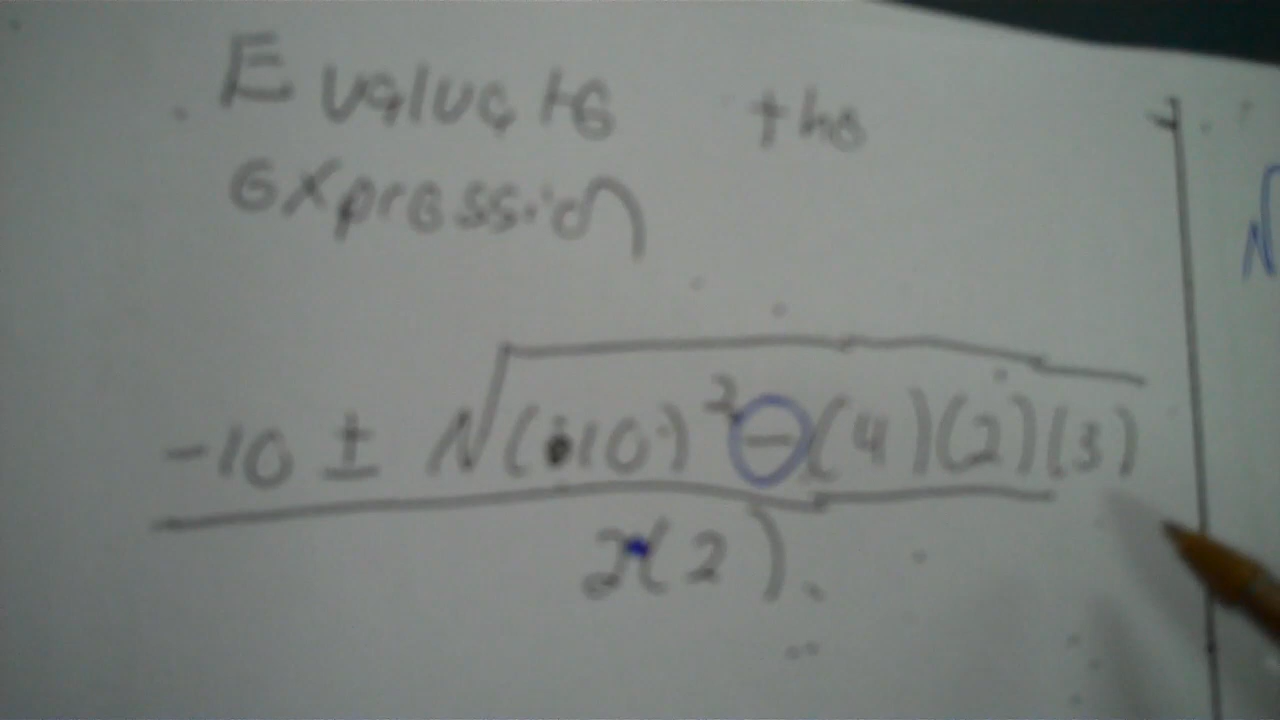 Evaluate the
expression
-10 ± √(10)² - (4)(2)(3)
2(2).